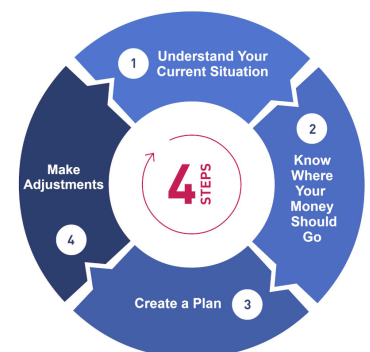 1
Understand Your
Current Situation
2
Know
Where
Your
Money
Should
Go
Create a Plan
3
Make
Adjustments
4
4
STEPS